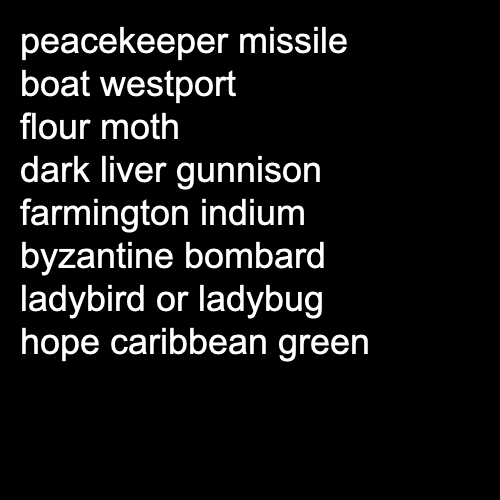 peacekeeper missile
boat westport
flour moth
dark liver gunnison
farmington indium
byzantine bombard
ladybird or ladybug
hope caribbean green